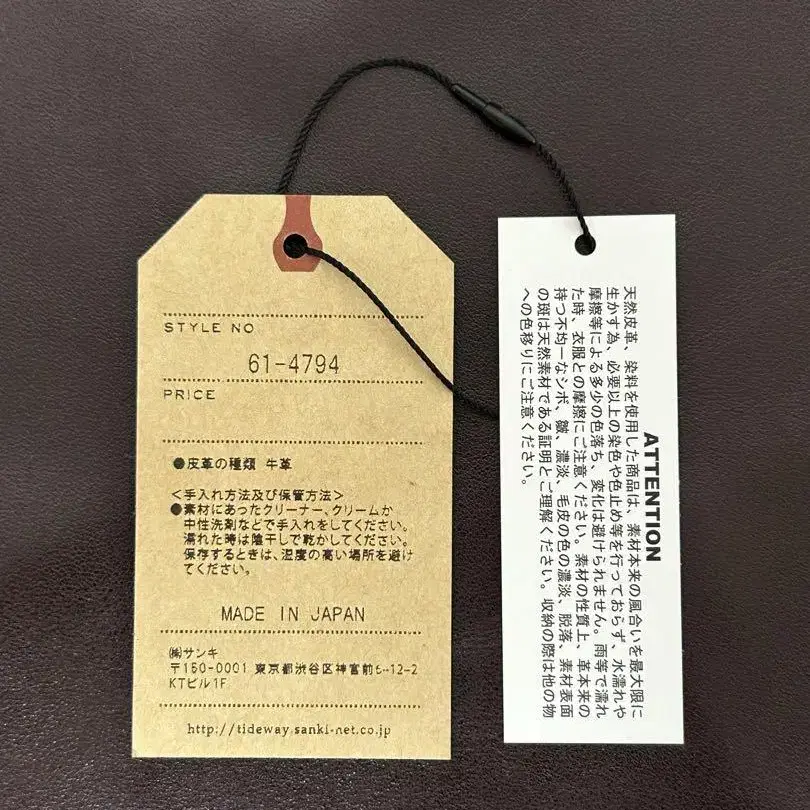 STYLE NO
61-4794
PRICE
●皮革の種類 牛革
<手入れ方法及び保管方法>
●素材にあったクリーナー、クリームか
中性洗剤などで手入れをしてください。
濡れた時は陰干しで乾かしてください。
保存するときは、湿度の高い場所を避け
てください。
MADE IN JAPAN
㈱サンキ
〒150-0001 東京都渋谷区神宮前6-12-2
KTビル1F
http://tideway.sanki-net.co.jp
ATTENTION
天然皮革、染料を使用した商品は、素材本来の風合いを最大限に
生かす為、必要以上の染色や色止め等を行っておらず、水濡れや
摩擦等による多少の色落ち、変化は避けられません。雨等で濡れ
た時、衣服との摩擦にご注意ください。素材の性質上、革本来の
持つ不均一なシボ、皺、濃淡、毛皮の色の濃淡、脱落、素材表面
の斑は天然素材である証明とご理解ください。収納の際は他の物
への色移りにご注意ください。